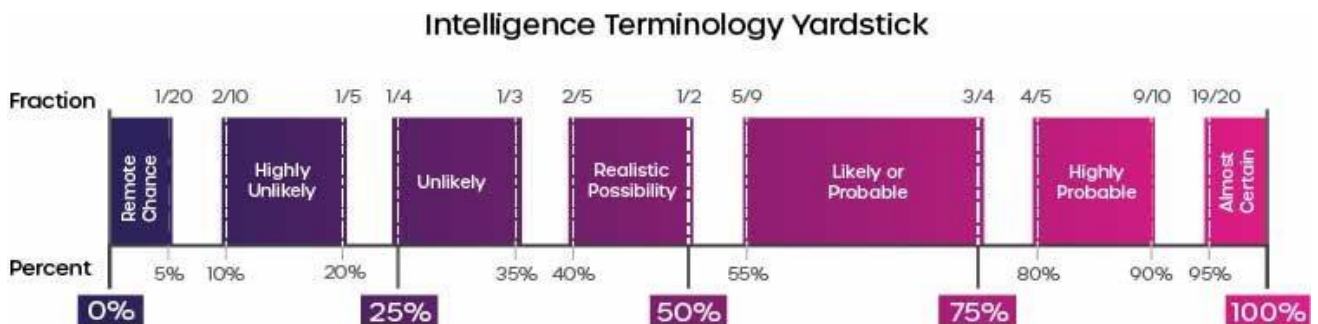 Intelligence Terminology Yardstick
Fraction 1/20 2/10 1/5 1/4 1/3 2/5 1/2 5/9 3/4 4/5 9/10 19/20
Remote
Chance
Highly
Unlikely
Unlikely
Realistic
Possibility
Likely or
Probable
Highly
Probable
Almost
Certain
Percent 5% 10% 20% 35% 40% 55% 80% 90% 95%
0% 25% 50% 75% 100%